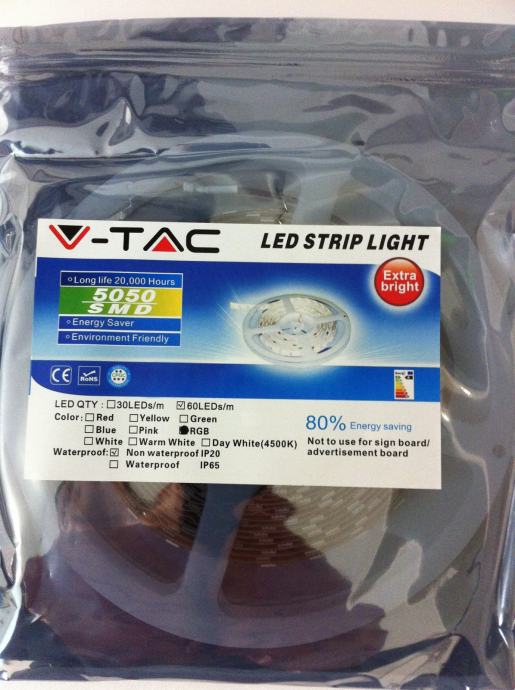 V-TAC
LED STRIP LIGHT
Extra
bright
Long life 20,000 Hours
5050
SMD
Energy Saver
Environment Friendly
CE
RoHS
LED QTY : ☐30LEDs/m ☑60LEDs/m
Color: ☐Red ☐Yellow ☐Green
☐Blue ☐Pink ■RGB
☐White ☐Warm White ☐Day White(4500K)
Waterproof: ☑ Non waterproof IP20
☐ Waterproof IP65
80% Energy saving
Not to use for sign board/
advertisement board